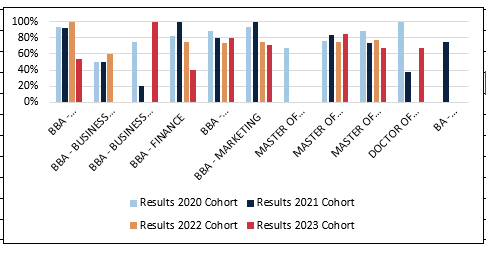 100%
80%
60%
40%
20%
0%
BBA -...
BBA - BUSINESS...
BBA - BUSINESS...
BBA - FINANCE
BBA -...
BBA - MARKETING
MASTER OF...
MASTER OF...
MASTER OF...
DOCTOR OF...
BA -...
Results 2020 Cohort Results 2021 Cohort
Results 2022 Cohort Results 2023 Cohort